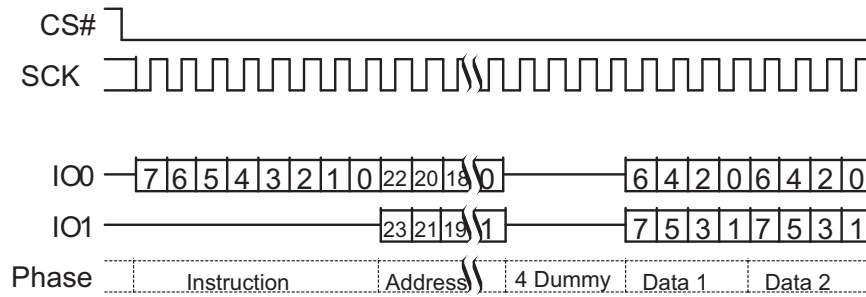 CS#
SCK
IO0 7 6 5 4 3 2 1 0 22 20 18 0 6 4 2 0 6 4 2 0
IO1 23 21 19 1 7 5 3 1 7 5 3 1
Phase Instruction Address 4 Dummy Data 1 Data 2